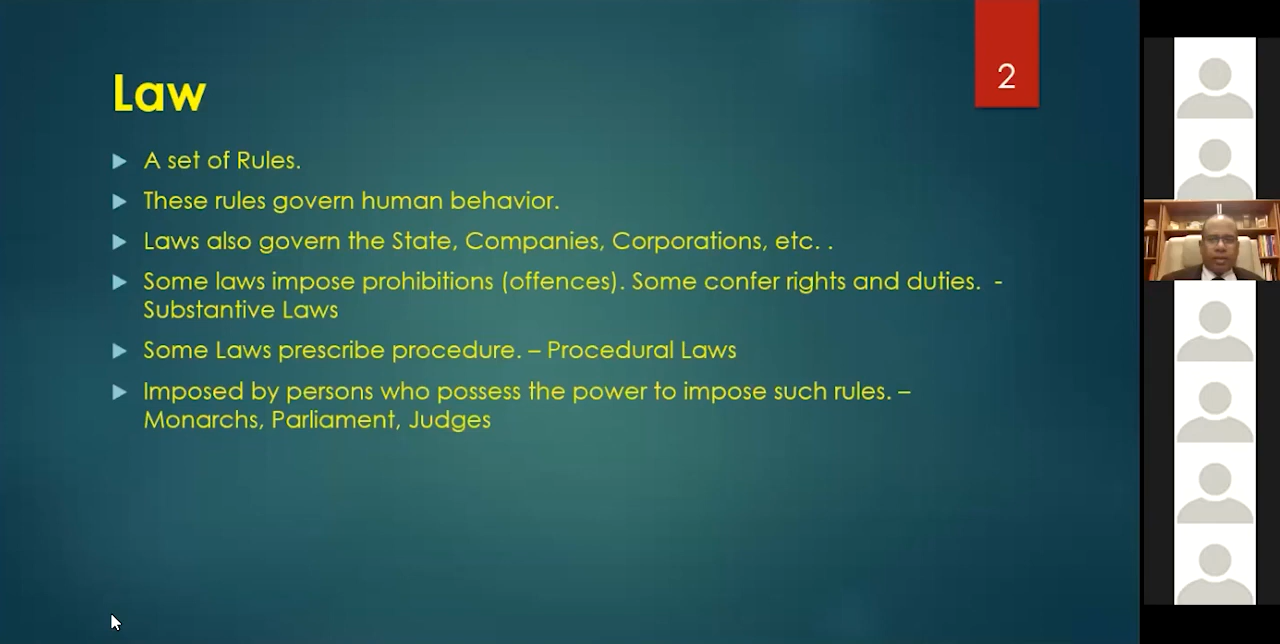 2
Law
A set of Rules.
These rules govern human behavior.
Laws also govern the State, Companies, Corporations, etc. .
Some laws impose prohibitions (offences). Some confer rights and duties.  -
Substantive Laws
Some Laws prescribe procedure. – Procedural Laws
Imposed by persons who possess the power to impose such rules. –
Monarchs, Parliament, Judges